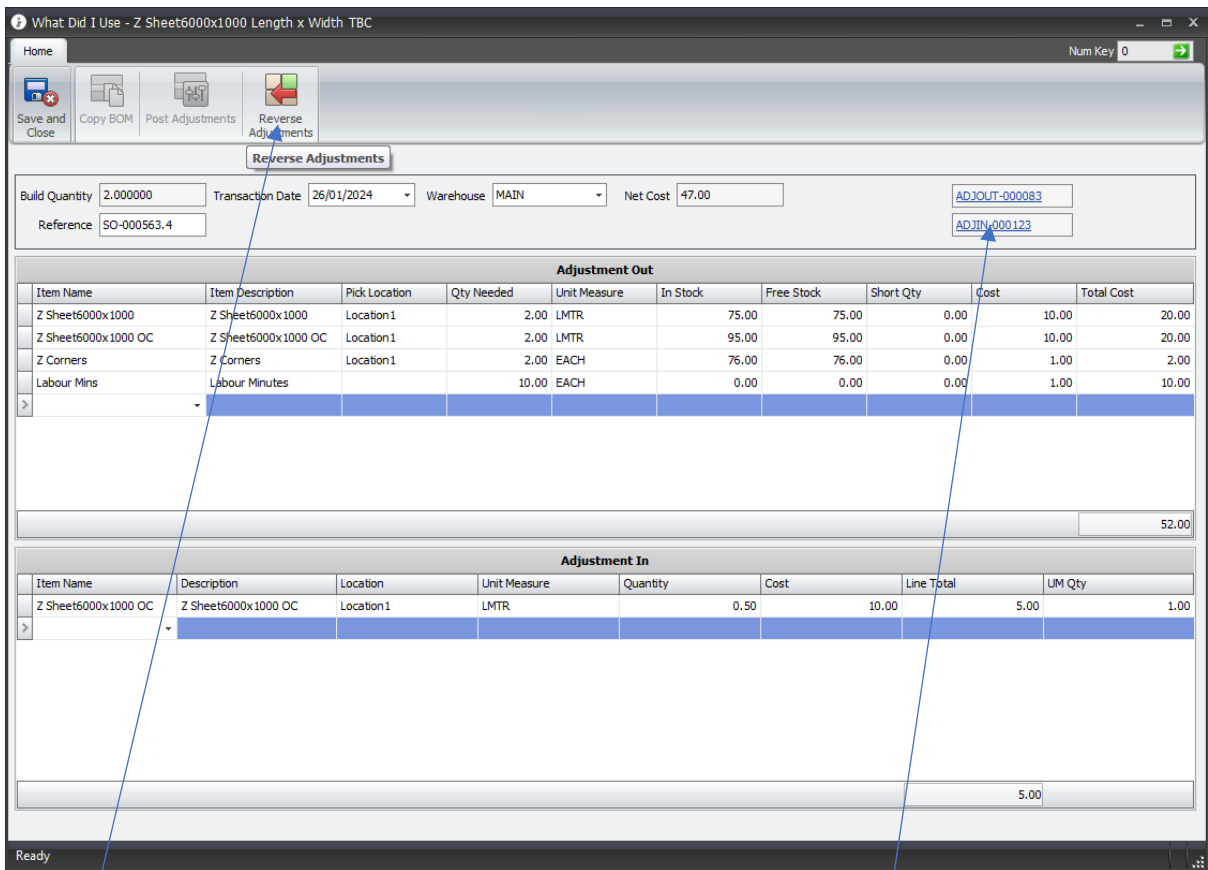 What Did I Use - Z Sheet6000x1000 Length x Width TBC
Home Num Key 0
Save and Close Copy BOM Post Adjustments Reverse Adjustments
Reverse Adjustments
Build Quantity 2.000000 Transaction Date 26/01/2024 Warehouse MAIN Net Cost 47.00 ADJOUT-000083
Reference SO-000563.4 ADJIN-000123
Adjustment Out
Item Name Item Description Pick Location Qty Needed Unit Measure In Stock Free Stock Short Qty Cost Total Cost
Z Sheet6000x1000 Z Sheet6000x1000 Location1 2.00 LMTR 75.00 75.00 0.00 10.00 20.00
Z Sheet6000x1000 OC Z Sheet6000x1000 OC Location1 2.00 LMTR 95.00 95.00 0.00 10.00 20.00
Z Corners Z Corners Location1 2.00 EACH 76.00 76.00 0.00 1.00 2.00
Labour Mins Labour Minutes 10.00 EACH 0.00 0.00 0.00 1.00 10.00
52.00
Adjustment In
Item Name Description Location Unit Measure Quantity Cost Line Total UM Qty
Z Sheet6000x1000 OC Z Sheet6000x1000 OC Location1 LMTR 0.50 10.00 5.00 1.00
5.00
Ready